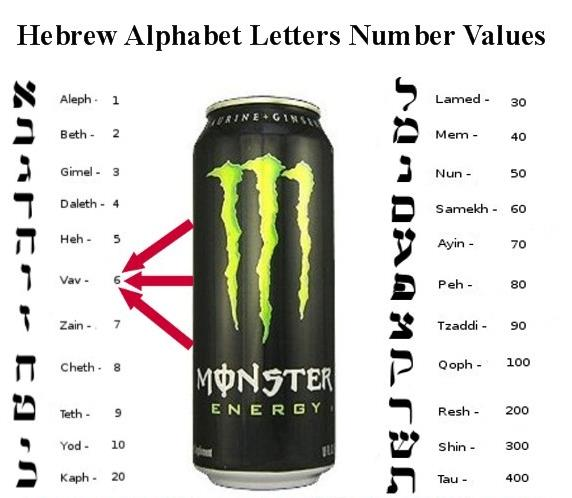 Hebrew Alphabet Letters Number Values
א Aleph - 1
ב Beth - 2
ג Gimel - 3
ד Daleth - 4
ה Heh - 5
ו Vav - 6
ז Zain - 7
ח Cheth - 8
ט Teth - 9
י Yod - 10
כ Kaph - 20
AURINE+GINSEN
MONSTER
ENERGY
ל Lamed - 30
מ Mem - 40
נ Nun - 50
ס Samekh - 60
ע Ayin - 70
פ Peh - 80
צ Tzaddi - 90
ק Qoph - 100
ר Resh - 200
ש Shin - 300
ת Tau - 400